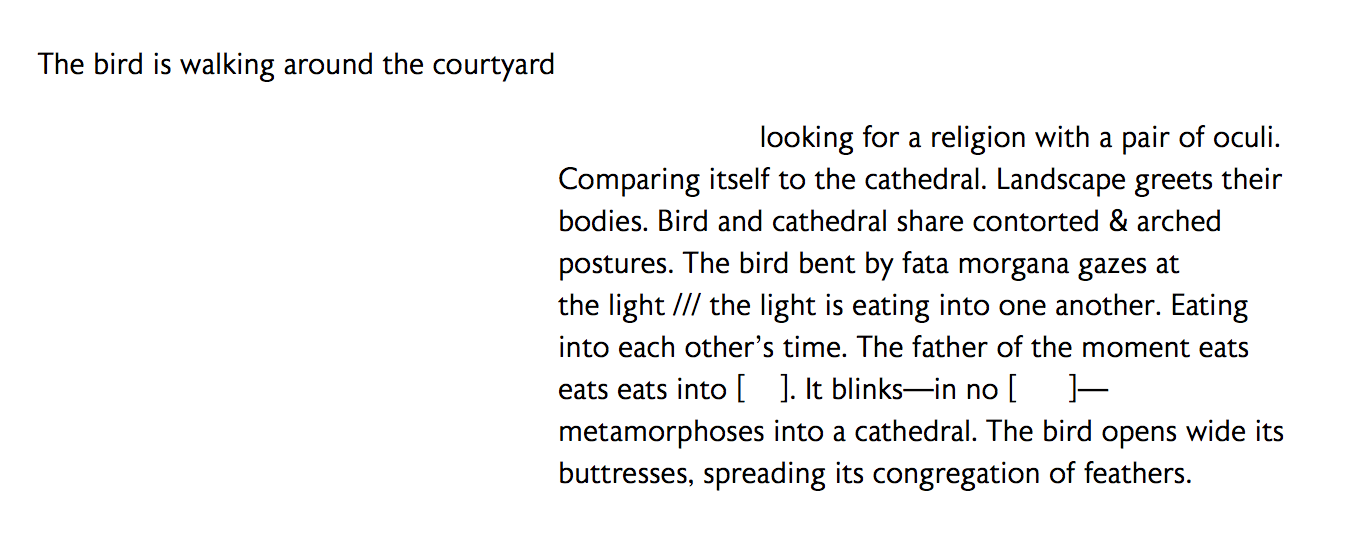 The bird is walking around the courtyard
looking for a religion with a pair of oculi.
Comparing itself to the cathedral. Landscape greets their
bodies. Bird and cathedral share contorted & arched
postures. The bird bent by fata morgana gazes at
the light /// the light is eating into one another. Eating
into each other’s time. The father of the moment eats
eats eats into [   ]. It blinks—in no [      ]—
metamorphoses into a cathedral. The bird opens wide its
buttresses, spreading its congregation of feathers.